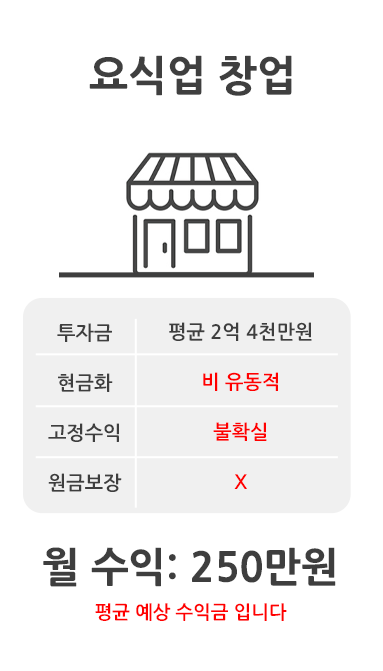 요식업 창업
투자금 평균 2억 4천만원
현금화 비 유동적
고정수익 불확실
원금보장 X
월 수익: 250만원
평균 예상 수익금 입니다